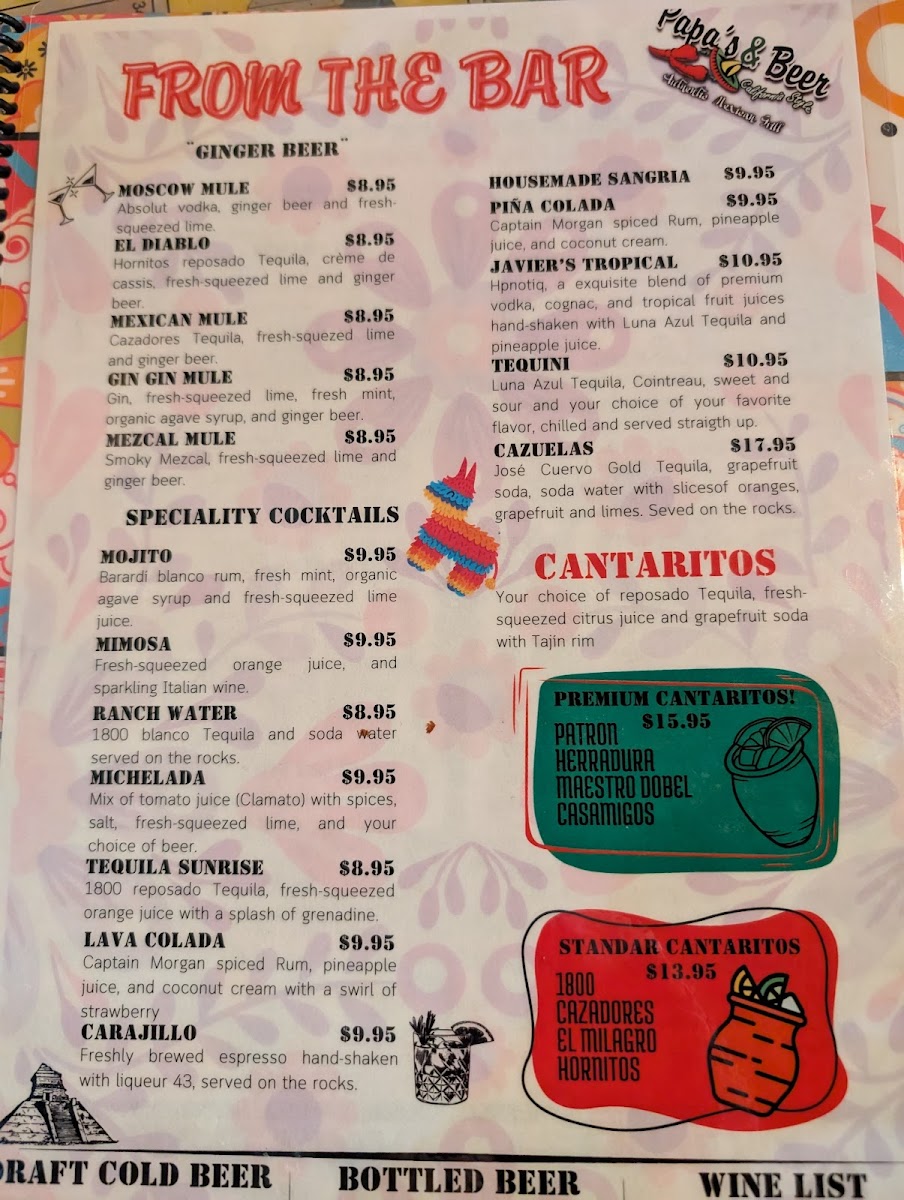 FROM THE BAR
Papa's & Beer
California Style
Authentic Mexican Grill
"GINGER BEER"
MOSCOW MULE $8.95
Absolut vodka, ginger beer and fresh-
squeezed lime.
EL DIABLO $8.95
Hornitos reposado Tequila, crème de
cassis, fresh-squeezed lime and ginger
beer.
MEXICAN MULE $8.95
Cazadores Tequila, fresh-squezed lime
and ginger beer.
GIN GIN MULE $8.95
Gin, fresh-squeezed lime, fresh mint,
organic agave syrup, and ginger beer.
MEZCAL MULE $8.95
Smoky Mezcal, fresh-squeezed lime and
ginger beer.
SPECIALITY COCKTAILS
MOJITO $9.95
Barardi blanco rum, fresh mint, organic
agave syrup and fresh-squeezed lime
juice.
MIMOSA $9.95
Fresh-squeezed orange juice, and
sparkling Italian wine.
RANCH WATER $8.95
1800 blanco Tequila and soda water
served on the rocks.
MICHELADA $9.95
Mix of tomato juice (Clamato) with spices,
salt, fresh-squeezed lime, and your
choice of beer.
TEQUILA SUNRISE $8.95
1800 reposado Tequila, fresh-squeezed
orange juice with a splash of grenadine.
LAVA COLADA $9.95
Captain Morgan spiced Rum, pineapple
juice, and coconut cream with a swirl of
strawberry
CARAJILLO $9.95
Freshly brewed espresso hand-shaken
with liqueur 43, served on the rocks.
HOUSEMADE SANGRIA $9.95
PIÑA COLADA $9.95
Captain Morgan spiced Rum, pineapple
juice, and coconut cream.
JAVIER'S TROPICAL $10.95
Hpnotiq, a exquisite blend of premium
vodka, cognac, and tropical fruit juices
hand-shaken with Luna Azul Tequila and
pineapple juice.
TEQUINI $10.95
Luna Azul Tequila, Cointreau, sweet and
sour and your choice of your favorite
flavor, chilled and served straigth up.
CAZUELAS $17.95
José Cuervo Gold Tequila, grapefruit
soda, soda water with slicesof oranges,
grapefruit and limes. Seved on the rocks.
CANTARITOS
Your choice of reposado Tequila, fresh-
squeezed citrus juice and grapefruit soda
with Tajín rim
PREMIUM CANTARITOS!
$15.95
PATRON
HERRADURA
MAESTRO DOBEL
CASAMIGOS
STANDAR CANTARITOS
$13.95
1800
CAZADORES
EL MILAGRO
HORNITOS
DRAFT COLD BEER
BOTTLED BEER
WINE LIST